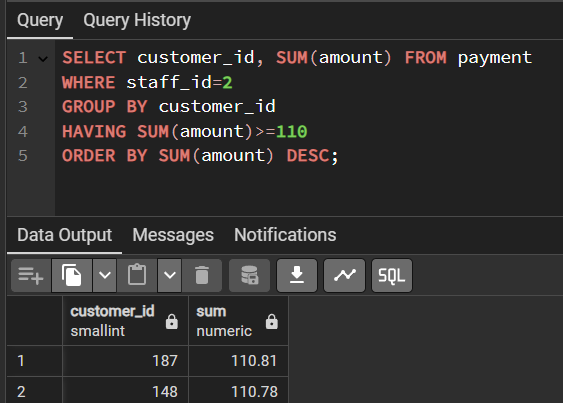 Query Query History
1 SELECT customer_id, SUM(amount) FROM payment
2 WHERE staff_id=2
3 GROUP BY customer_id
4 HAVING SUM(amount)>=110
5 ORDER BY SUM(amount) DESC;
Data Output Messages Notifications
SQL
customer_id sum
smallint numeric
1 187 110.81
2 148 110.78